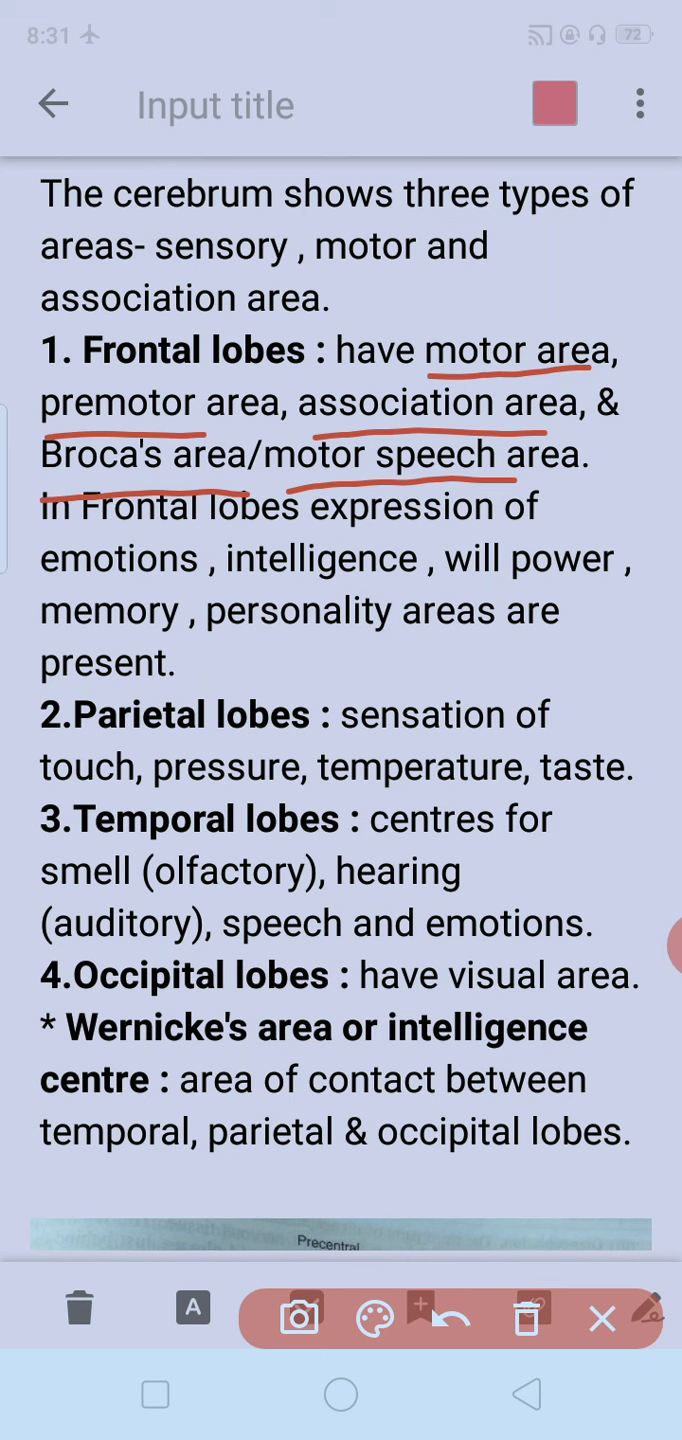 8:31
72
Input title
The cerebrum shows three types of
areas- sensory , motor and
association area.
1. Frontal lobes : have motor area,
premotor area, association area, &
Broca's area/motor speech area.
In Frontal lobes expression of
emotions , intelligence , will power ,
memory , personality areas are
present.
2.Parietal lobes : sensation of
touch, pressure, temperature, taste.
3.Temporal lobes : centres for
smell (olfactory), hearing
(auditory), speech and emotions.
4.Occipital lobes : have visual area.
* Wernicke's area or intelligence
centre : area of contact between
temporal, parietal & occipital lobes.
Precentral
A